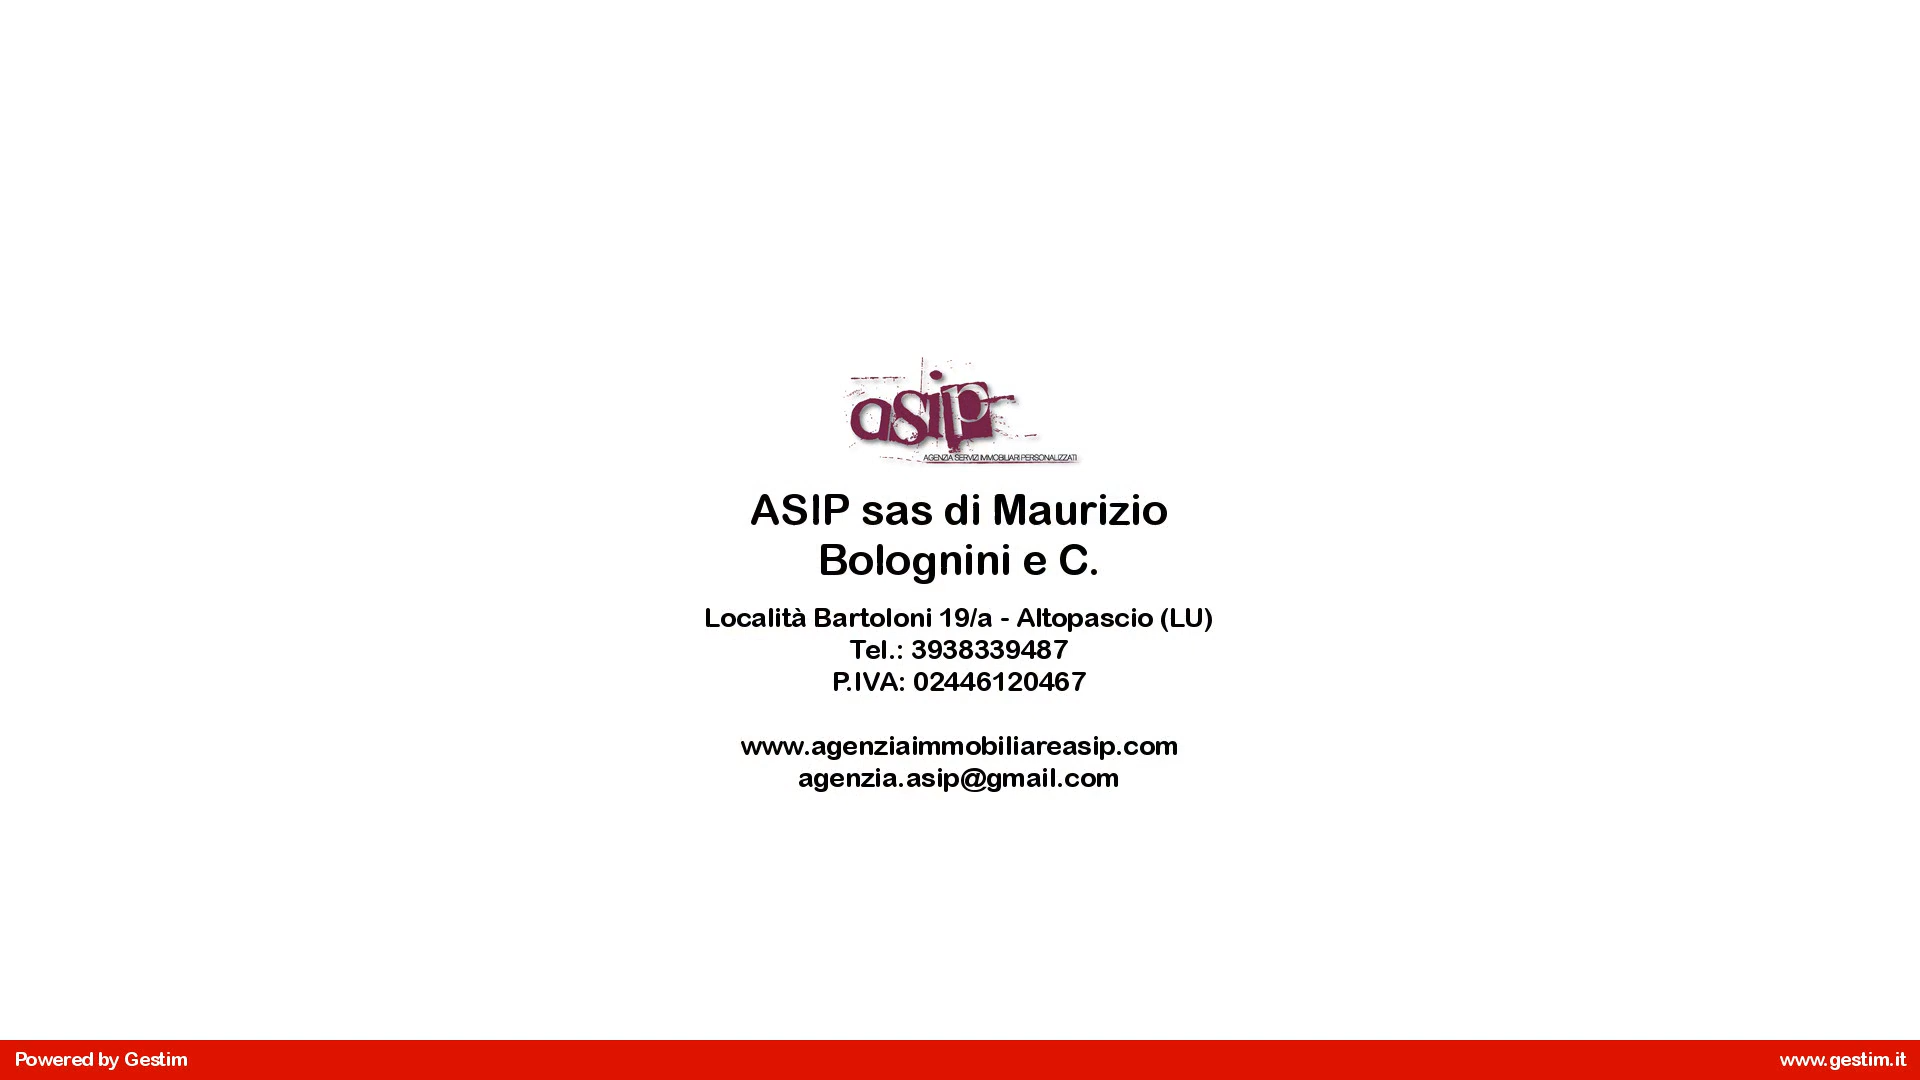 asip
AGENZIA SERVIZI IMMOBILIARI PERSONALIZZATI
ASIP sas di Maurizio
Bolognini e C.
Località Bartoloni 19/a - Altopascio (LU)
Tel.: 3938339487
P.IVA: 02446120467
www.agenziaimmobiliareasip.com
agenzia.asip@gmail.com
Powered by Gestim
www.gestim.it